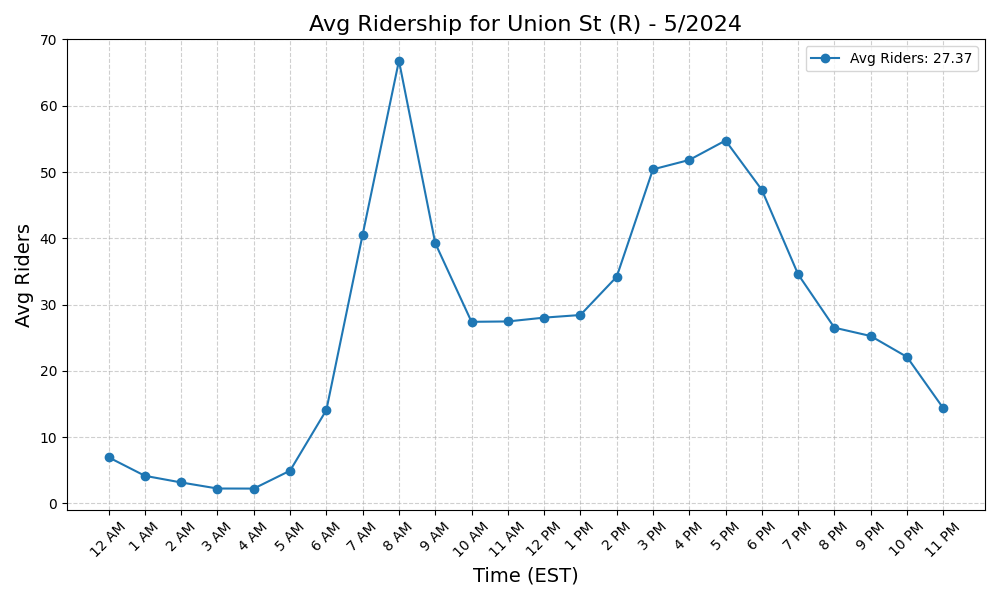 Avg Ridership for Union St (R) - 5/2024
Avg Riders: 27.37
Avg Riders
70
60
50
40
30
20
10
0
12 AM
1 AM
2 AM
3 AM
4 AM
5 AM
6 AM
7 AM
8 AM
9 AM
10 AM
11 AM
12 PM
1 PM
2 PM
3 PM
4 PM
5 PM
6 PM
7 PM
8 PM
9 PM
10 PM
11 PM
Time (EST)